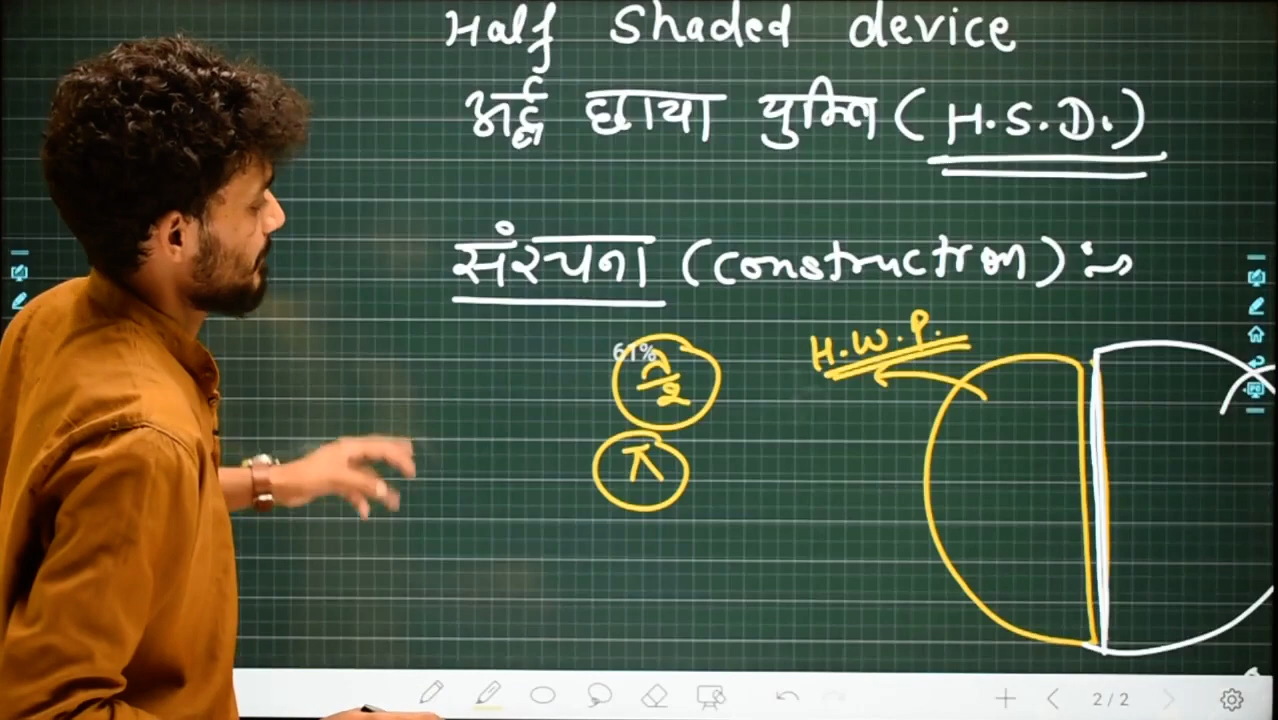 Half Shaded device
अर्द्ध छाया युक्ति (H.S.D.)
संरचना (construction):→
H.W.P.
61%
λ/2
π
2/2